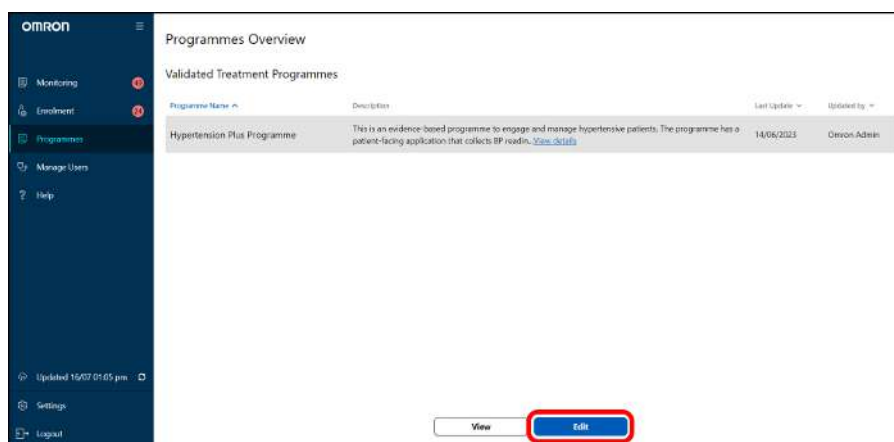 OMRON
Monitoring
Enrolment
24
Programmes
Manage Users
Help
Updated 16/07 01:05 pm
Settings
Logout
Programmes Overview
Validated Treatment Programmes
Programme Name
Description
Last Update
Updated by
Hypertension Plus Programme
This is an evidence-based programme to engage and manage hypertensive patients. The programme has a
patient-facing application that collects BP readin... View details
14/06/2023
Omron Admin
View
Edit